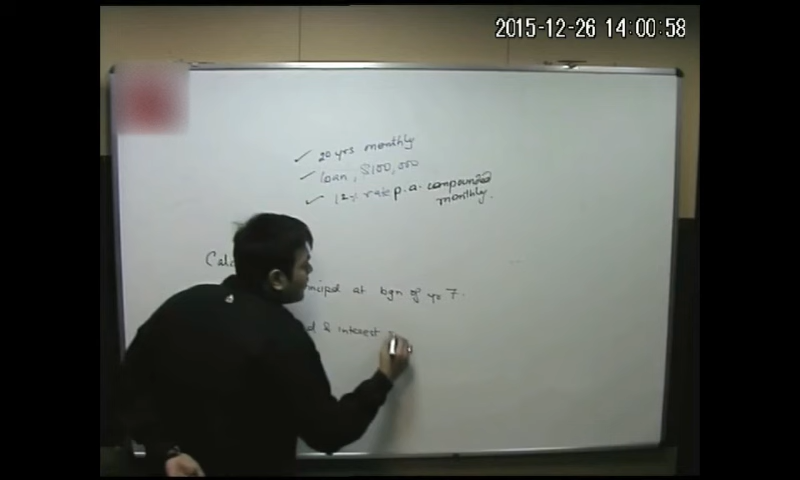 2015-12-26 14:00:58
20 yrs monthly
loan, $100,000
12% rate p.a. compounded
monthly.
Calc
ncipal at bgn of yr 7.
d & interest